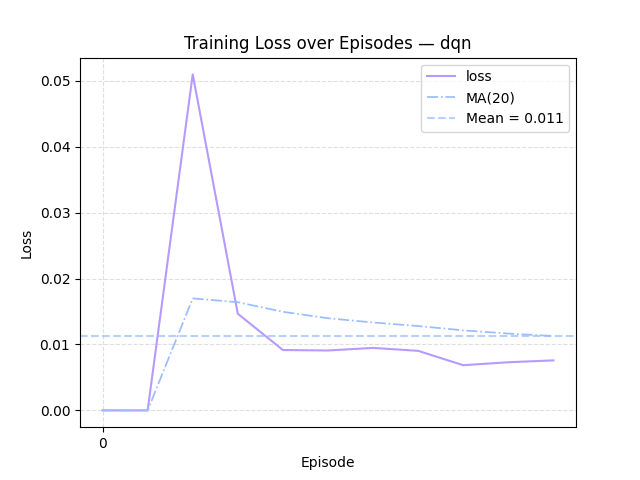 Training Loss over Episodes — dqn
loss
MA(20)
Mean = 0.011
0.05
0.04
0.03
0.02
0.01
0.00
Loss
0
Episode